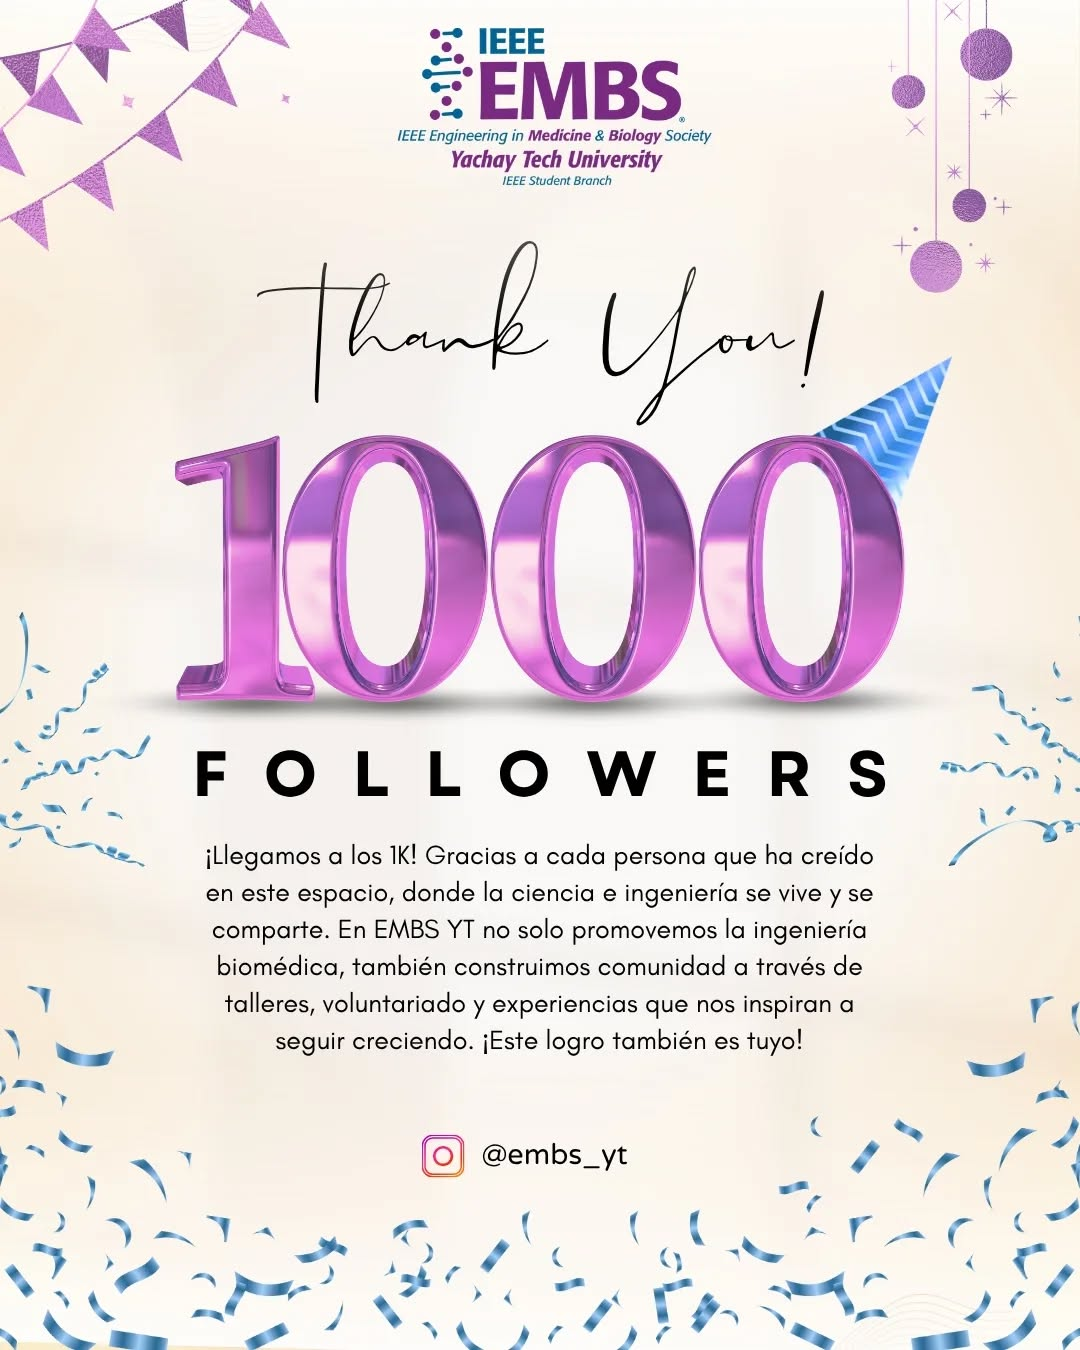 IEEE
EMBS®
IEEE Engineering in Medicine & Biology Society
Yachay Tech University
IEEE Student Branch
Thank You!
1000
FOLLOWERS
¡Llegamos a los 1K! Gracias a cada persona que ha creído
en este espacio, donde la ciencia e ingeniería se vive y se
comparte. En EMBS YT no solo promovemos la ingeniería
biomédica, también construimos comunidad a través de
talleres, voluntariado y experiencias que nos inspiran a
seguir creciendo. ¡Este logro también es tuyo!
@embs_yt